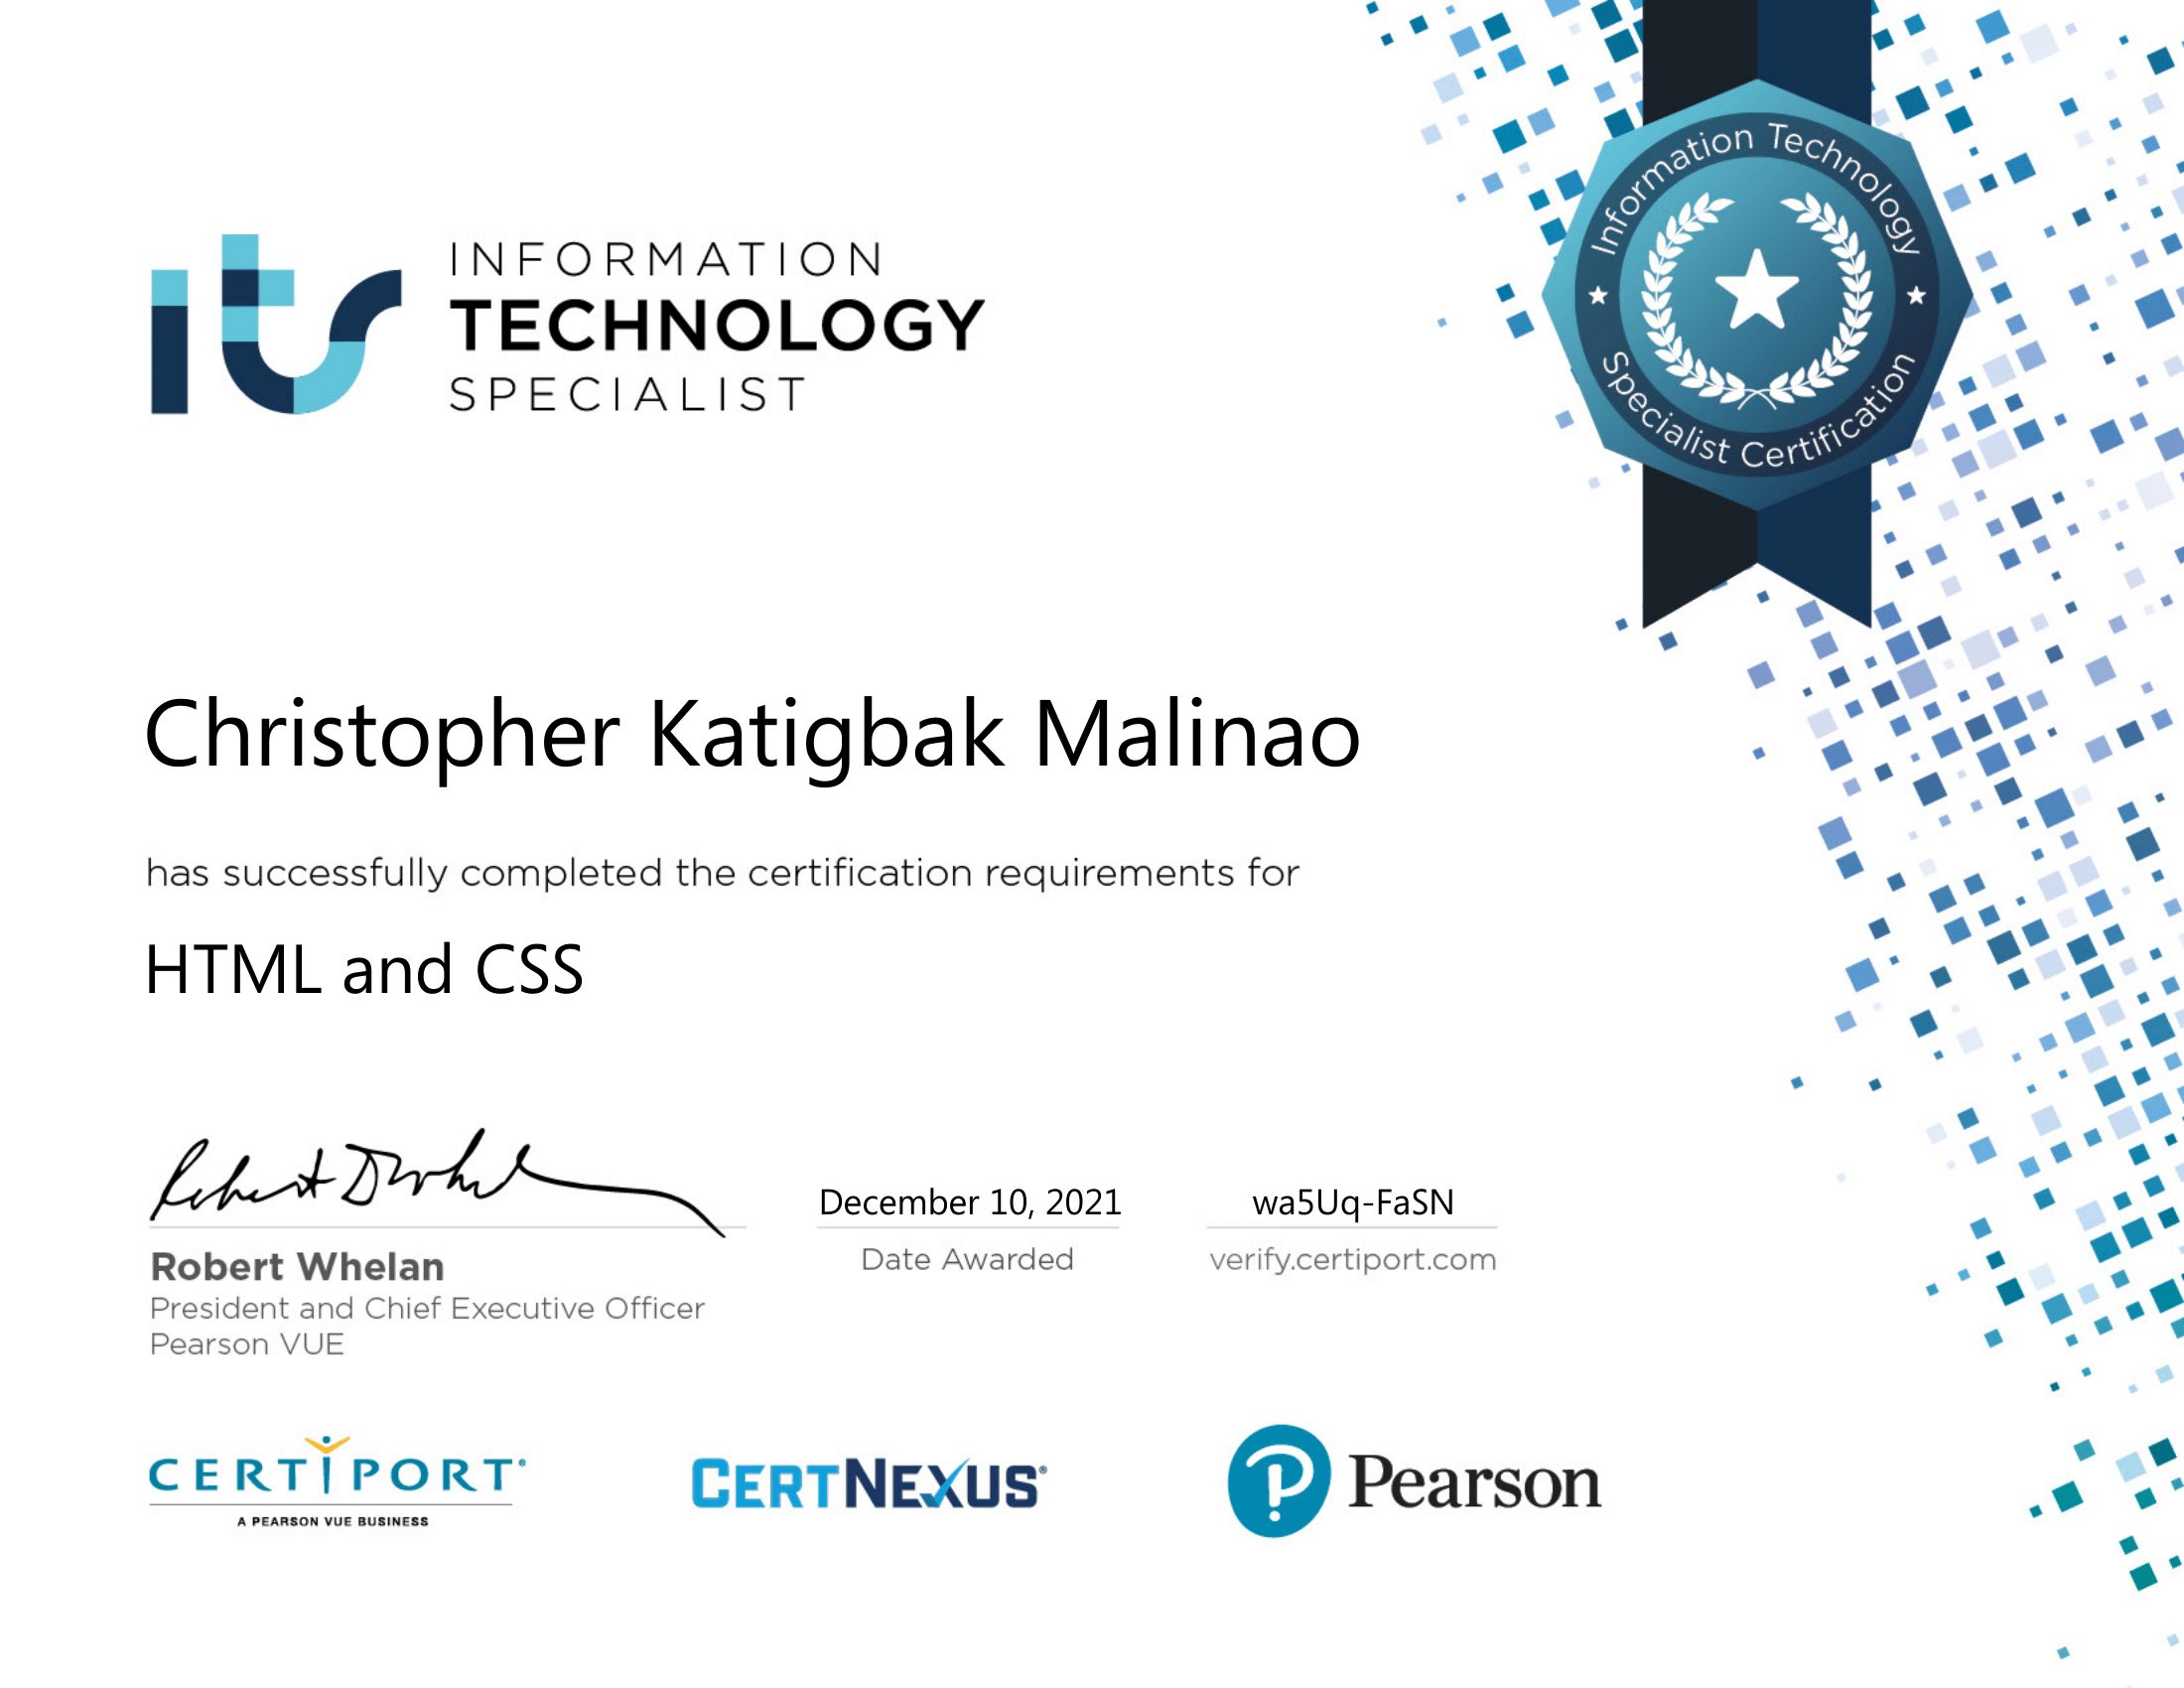 its
INFORMATION
TECHNOLOGY
SPECIALIST
Information Technology
Specialist Certification
Christopher Katigbak Malinao
has successfully completed the certification requirements for
HTML and CSS
December 10, 2021
wa5Uq-FaSN
Robert Whelan
Date Awarded
verify.certiport.com
President and Chief Executive Officer
Pearson VUE
CERTIPORT
A PEARSON VUE BUSINESS
CERTNEXUS®
Pearson